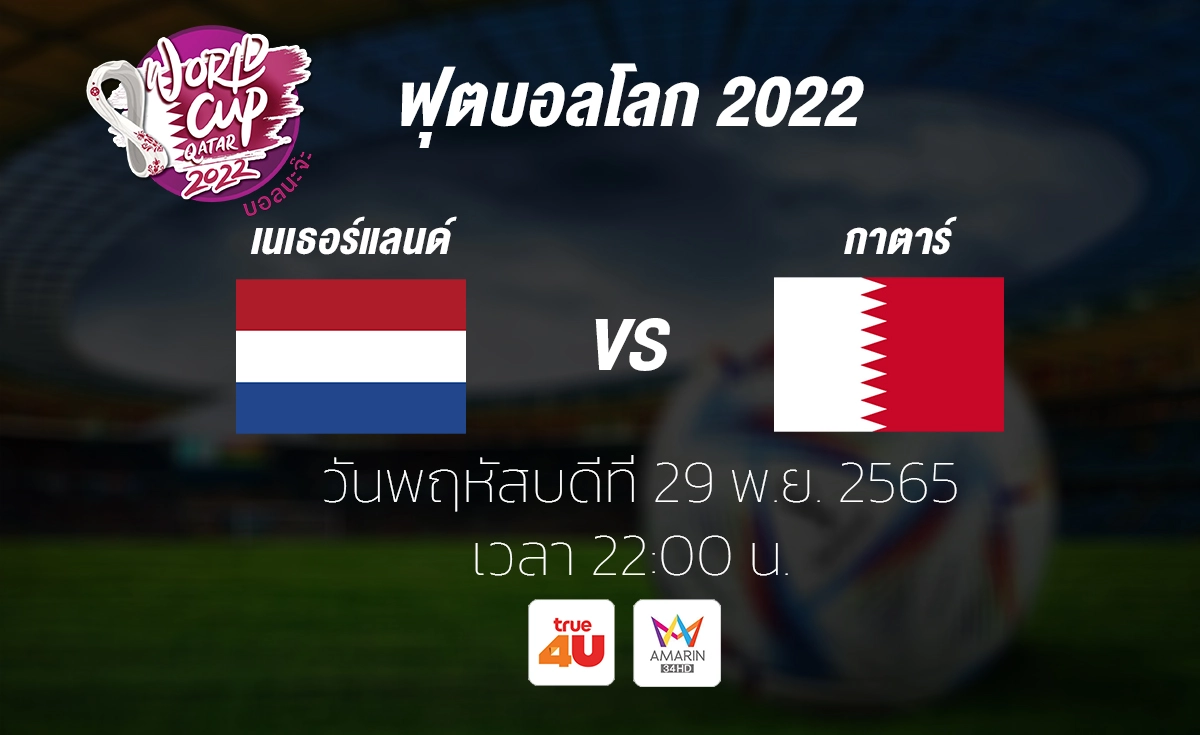 WORLD
CUP
QATAR
2022
บอลนะจ๊ะ
ฟุตบอลโลก 2022
เนเธอร์แลนด์
กาตาร์
VS
วันพฤหัสบดีที่ 29 พ.ย. 2565
เวลา 22:00 น.
true
4U
AMARIN
34HD